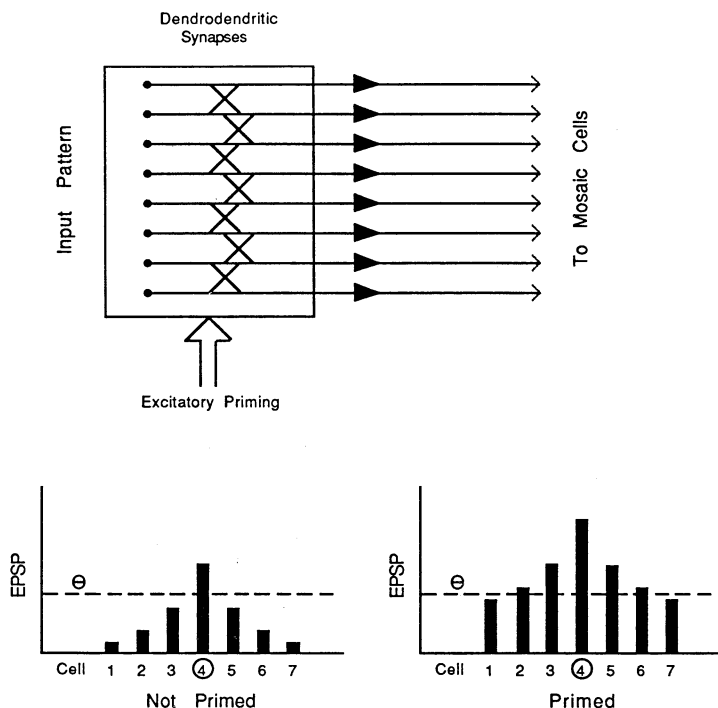 Dendrodendritic
Synapses
Input Pattern
To Mosaic Cells
Excitatory Priming
EPSP
Θ
Cell 1 2 3 4 5 6 7
Not Primed
EPSP
Θ
Cell 1 2 3 4 5 6 7
Primed